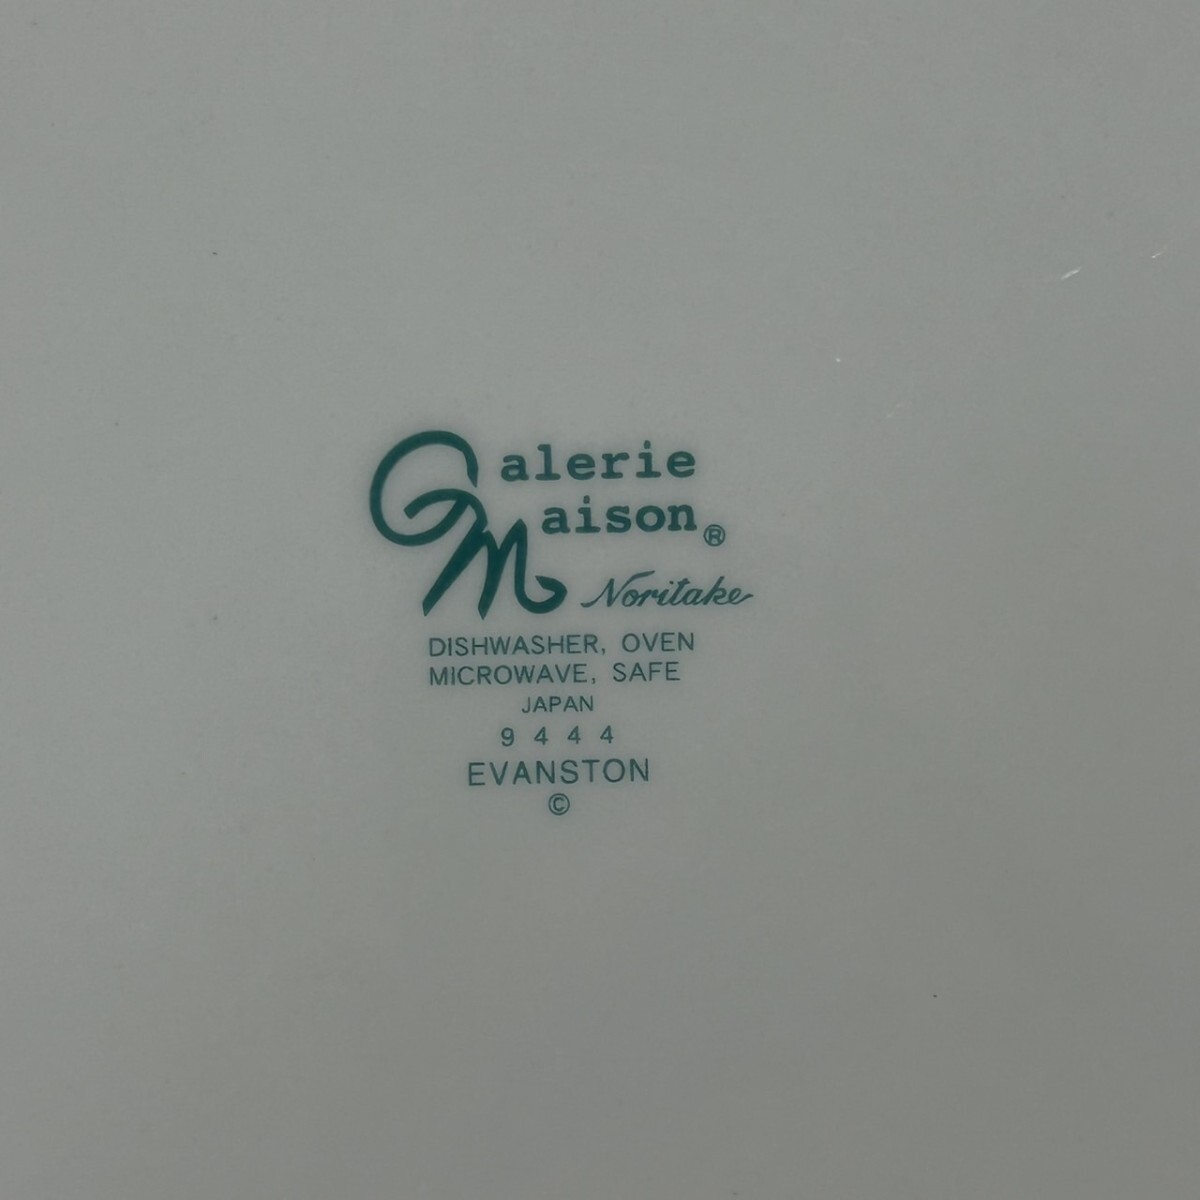 Galerie
Maison®
Noritake
DISHWASHER, OVEN
MICROWAVE, SAFE
JAPAN
9 4 4 4
EVANSTON
©